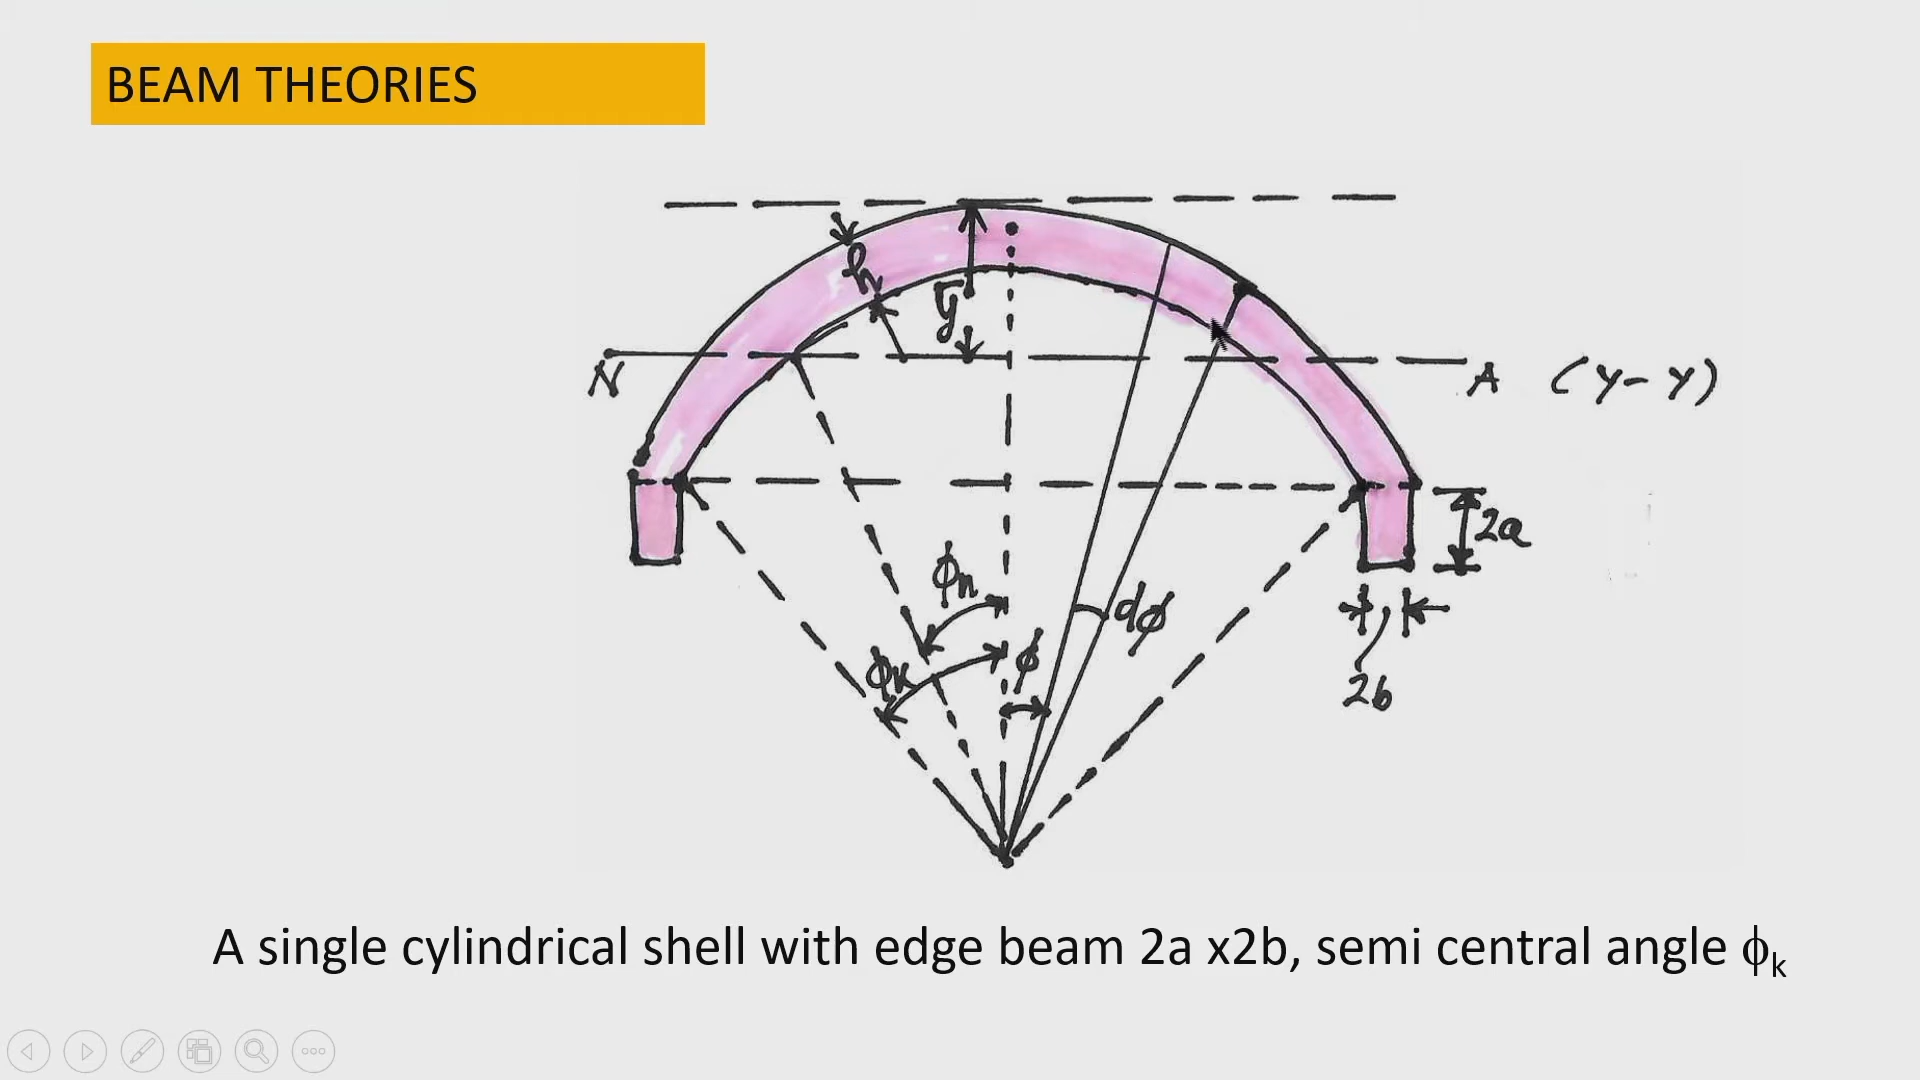 BEAM THEORIES
h
ȳ
N
A (y-y)
2a
ϕn
dϕ
ϕk
ϕ
2b
A single cylindrical shell with edge beam 2a x2b, semi central angle ϕk